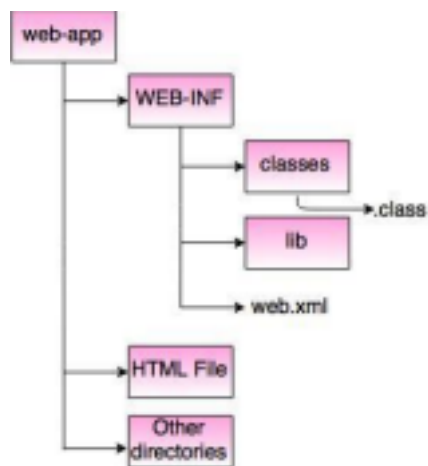 web-app
WEB-INF
classes
.class
lib
web.xml
HTML File
Other
directories